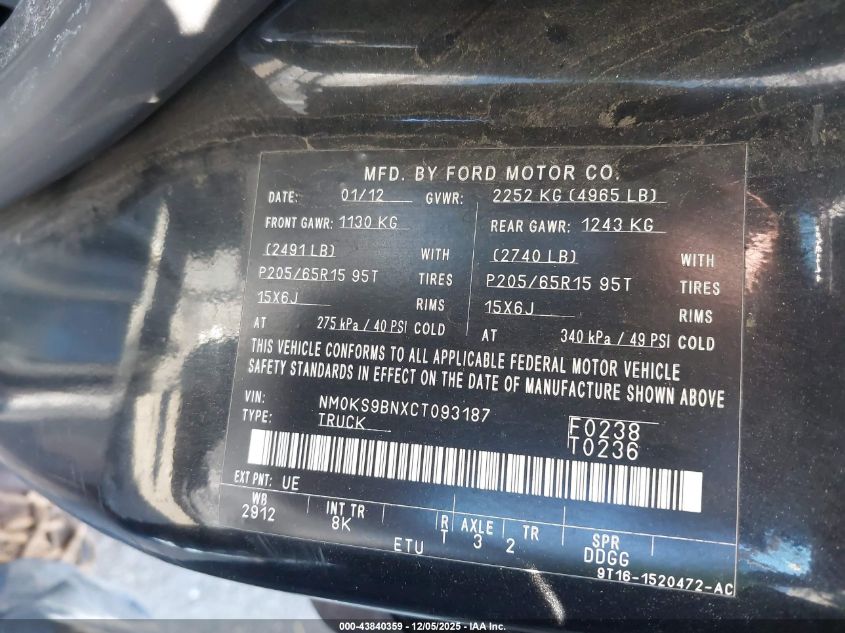 MFD. BY FORD MOTOR CO.
DATE: 01/12 GVWR: 2252 KG (4965 LB)
FRONT GAWR: 1130 KG REAR GAWR: 1243 KG
(2491 LB) WITH (2740 LB) WITH
P205/65R15 95T TIRES P205/65R15 95T TIRES
15X6J RIMS 15X6J RIMS
AT 275 kPa / 40 PSI COLD AT 340 kPa / 49 PSI COLD
THIS VEHICLE CONFORMS TO ALL APPLICABLE FEDERAL MOTOR VEHICLE
SAFETY STANDARDS IN EFFECT ON THE DATE OF MANUFACTURE SHOWN ABOVE
VIN: NM0KS9BNXCT093187
TYPE: TRUCK
F0238
T0236
EXT PNT: UE
WB INT TR R AXLE TR SPR
2912 8K T 3 2 DDGG
ETU
9T16-1520472-AC
000-43840359 - 12/05/2025 - IAA Inc.